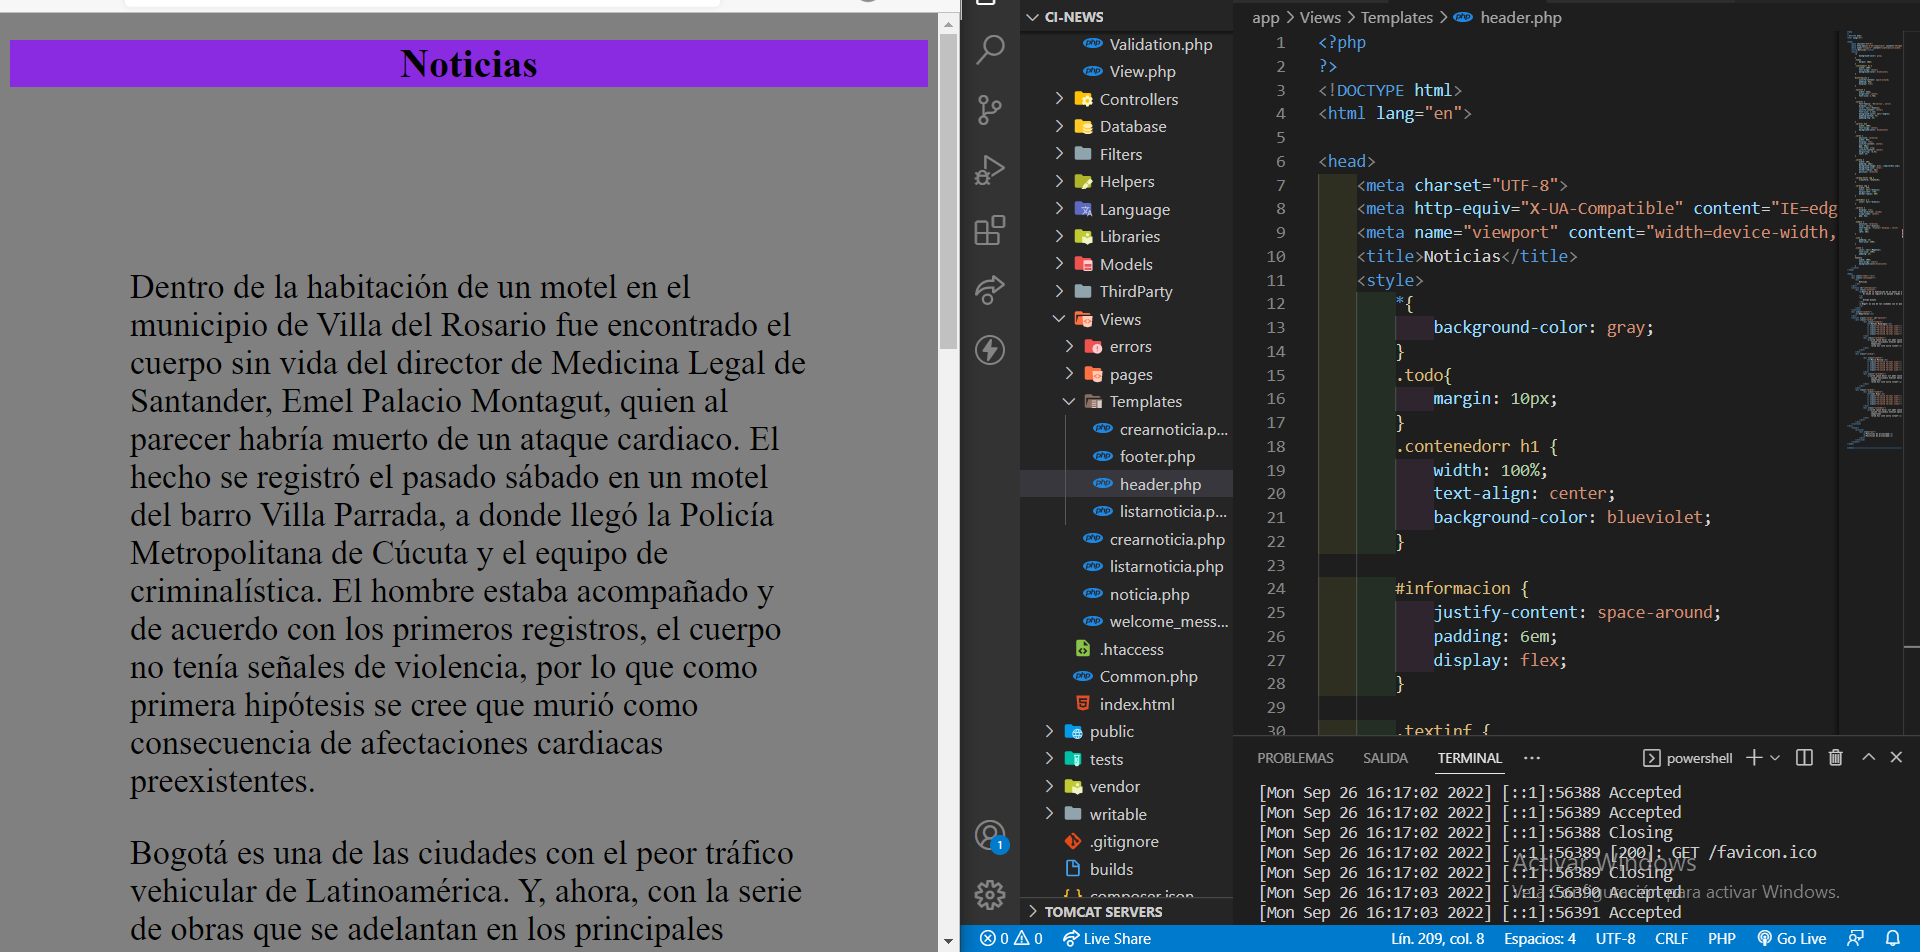 Noticias
Dentro de la habitación de un motel en el
municipio de Villa del Rosario fue encontrado el
cuerpo sin vida del director de Medicina Legal de
Santander, Emel Palacio Montagut, quien al
parecer habría muerto de un ataque cardiaco. El
hecho se registró el pasado sábado en un motel
del barro Villa Parrada, a donde llegó la Policía
Metropolitana de Cúcuta y el equipo de
criminalística. El hombre estaba acompañado y
de acuerdo con los primeros registros, el cuerpo
no tenía señales de violencia, por lo que como
primera hipótesis se cree que murió como
consecuencia de afectaciones cardiacas
preexistentes.
Bogotá es una de las ciudades con el peor tráfico
vehicular de Latinoamérica. Y, ahora, con la serie
de obras que se adelantan en los principales
CI-NEWS
Validation.php
View.php
Controllers
Database
Filters
Helpers
Language
Libraries
Models
ThirdParty
Views
errors
pages
Templates
crearnoticia.p...
footer.php
header.php
listarnoticia.p...
crearnoticia.php
listarnoticia.php
noticia.php
welcome_mess...
.htaccess
Common.php
index.html
public
tests
vendor
writable
.gitignore
builds
composer.json
TOMCAT SERVERS
1
app > Views > Templates > header.php
1 <?php
2 ?>
3 <!DOCTYPE html>
4 <html lang="en">
5
6 <head>
7 <meta charset="UTF-8">
8 <meta http-equiv="X-UA-Compatible" content="IE=edg
9 <meta name="viewport" content="width=device-width,
10 <title>Noticias</title>
11 <style>
12 *{
13 background-color: gray;
14 }
15 .todo{
16 margin: 10px;
17 }
18 .contenedorr h1 {
19 width: 100%;
20 text-align: center;
21 background-color: blueviolet;
22 }
23
24 #informacion {
25 justify-content: space-around;
26 padding: 6em;
27 display: flex;
28 }
29
30 .textinf {
PROBLEMAS SALIDA TERMINAL ... powershell
[Mon Sep 26 16:17:02 2022] [::1]:56388 Accepted
[Mon Sep 26 16:17:02 2022] [::1]:56389 Accepted
[Mon Sep 26 16:17:02 2022] [::1]:56388 Closing
[Mon Sep 26 16:17:02 2022] [::1]:56389 [200]: GET /favicon.ico
[Mon Sep 26 16:17:02 2022] [::1]:56389 Closing
[Mon Sep 26 16:17:03 2022] [::1]:56390 Accepted
[Mon Sep 26 16:17:03 2022] [::1]:56391 Accepted
Activar Windows
Ve a Configuración para activar Windows.
0 0 Live Share Lín. 209, col. 8 Espacios: 4 UTF-8 CRLF PHP Go Live